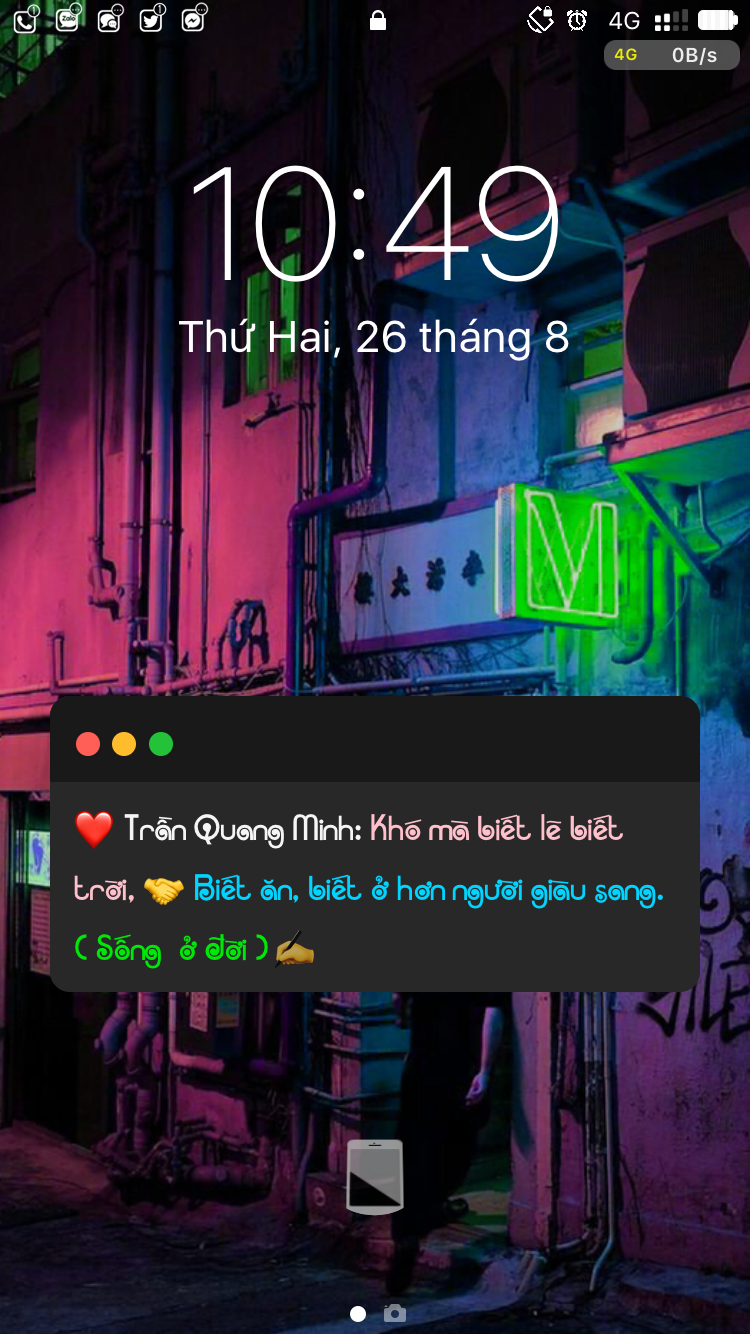 4G
4G 0B/s
10:49
Thứ Hai, 26 tháng 8
M
❤️ Trần Quang Minh: Khó mà biết lẽ biết
trời, 🤝 Biết ăn, biết ở hơn người giàu sang.
( Sống ở đời ) ✍️